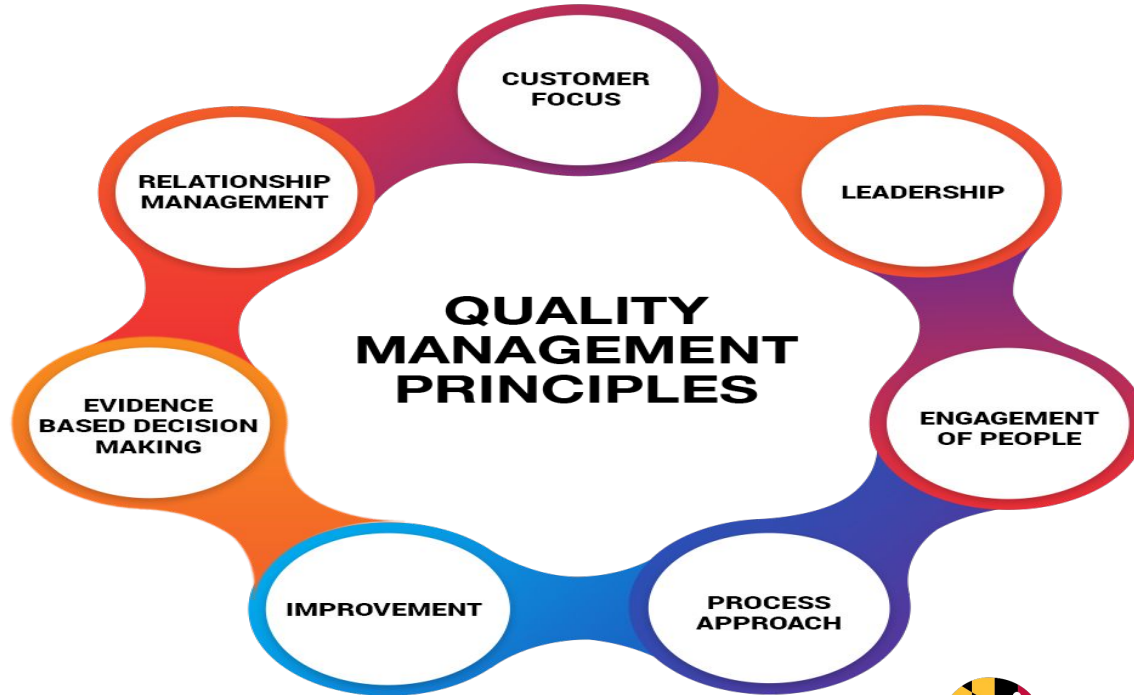 CUSTOMER
FOCUS
LEADERSHIP
ENGAGEMENT
OF PEOPLE
PROCESS
APPROACH
IMPROVEMENT
EVIDENCE
BASED DECISION
MAKING
RELATIONSHIP
MANAGEMENT
QUALITY
MANAGEMENT
PRINCIPLES